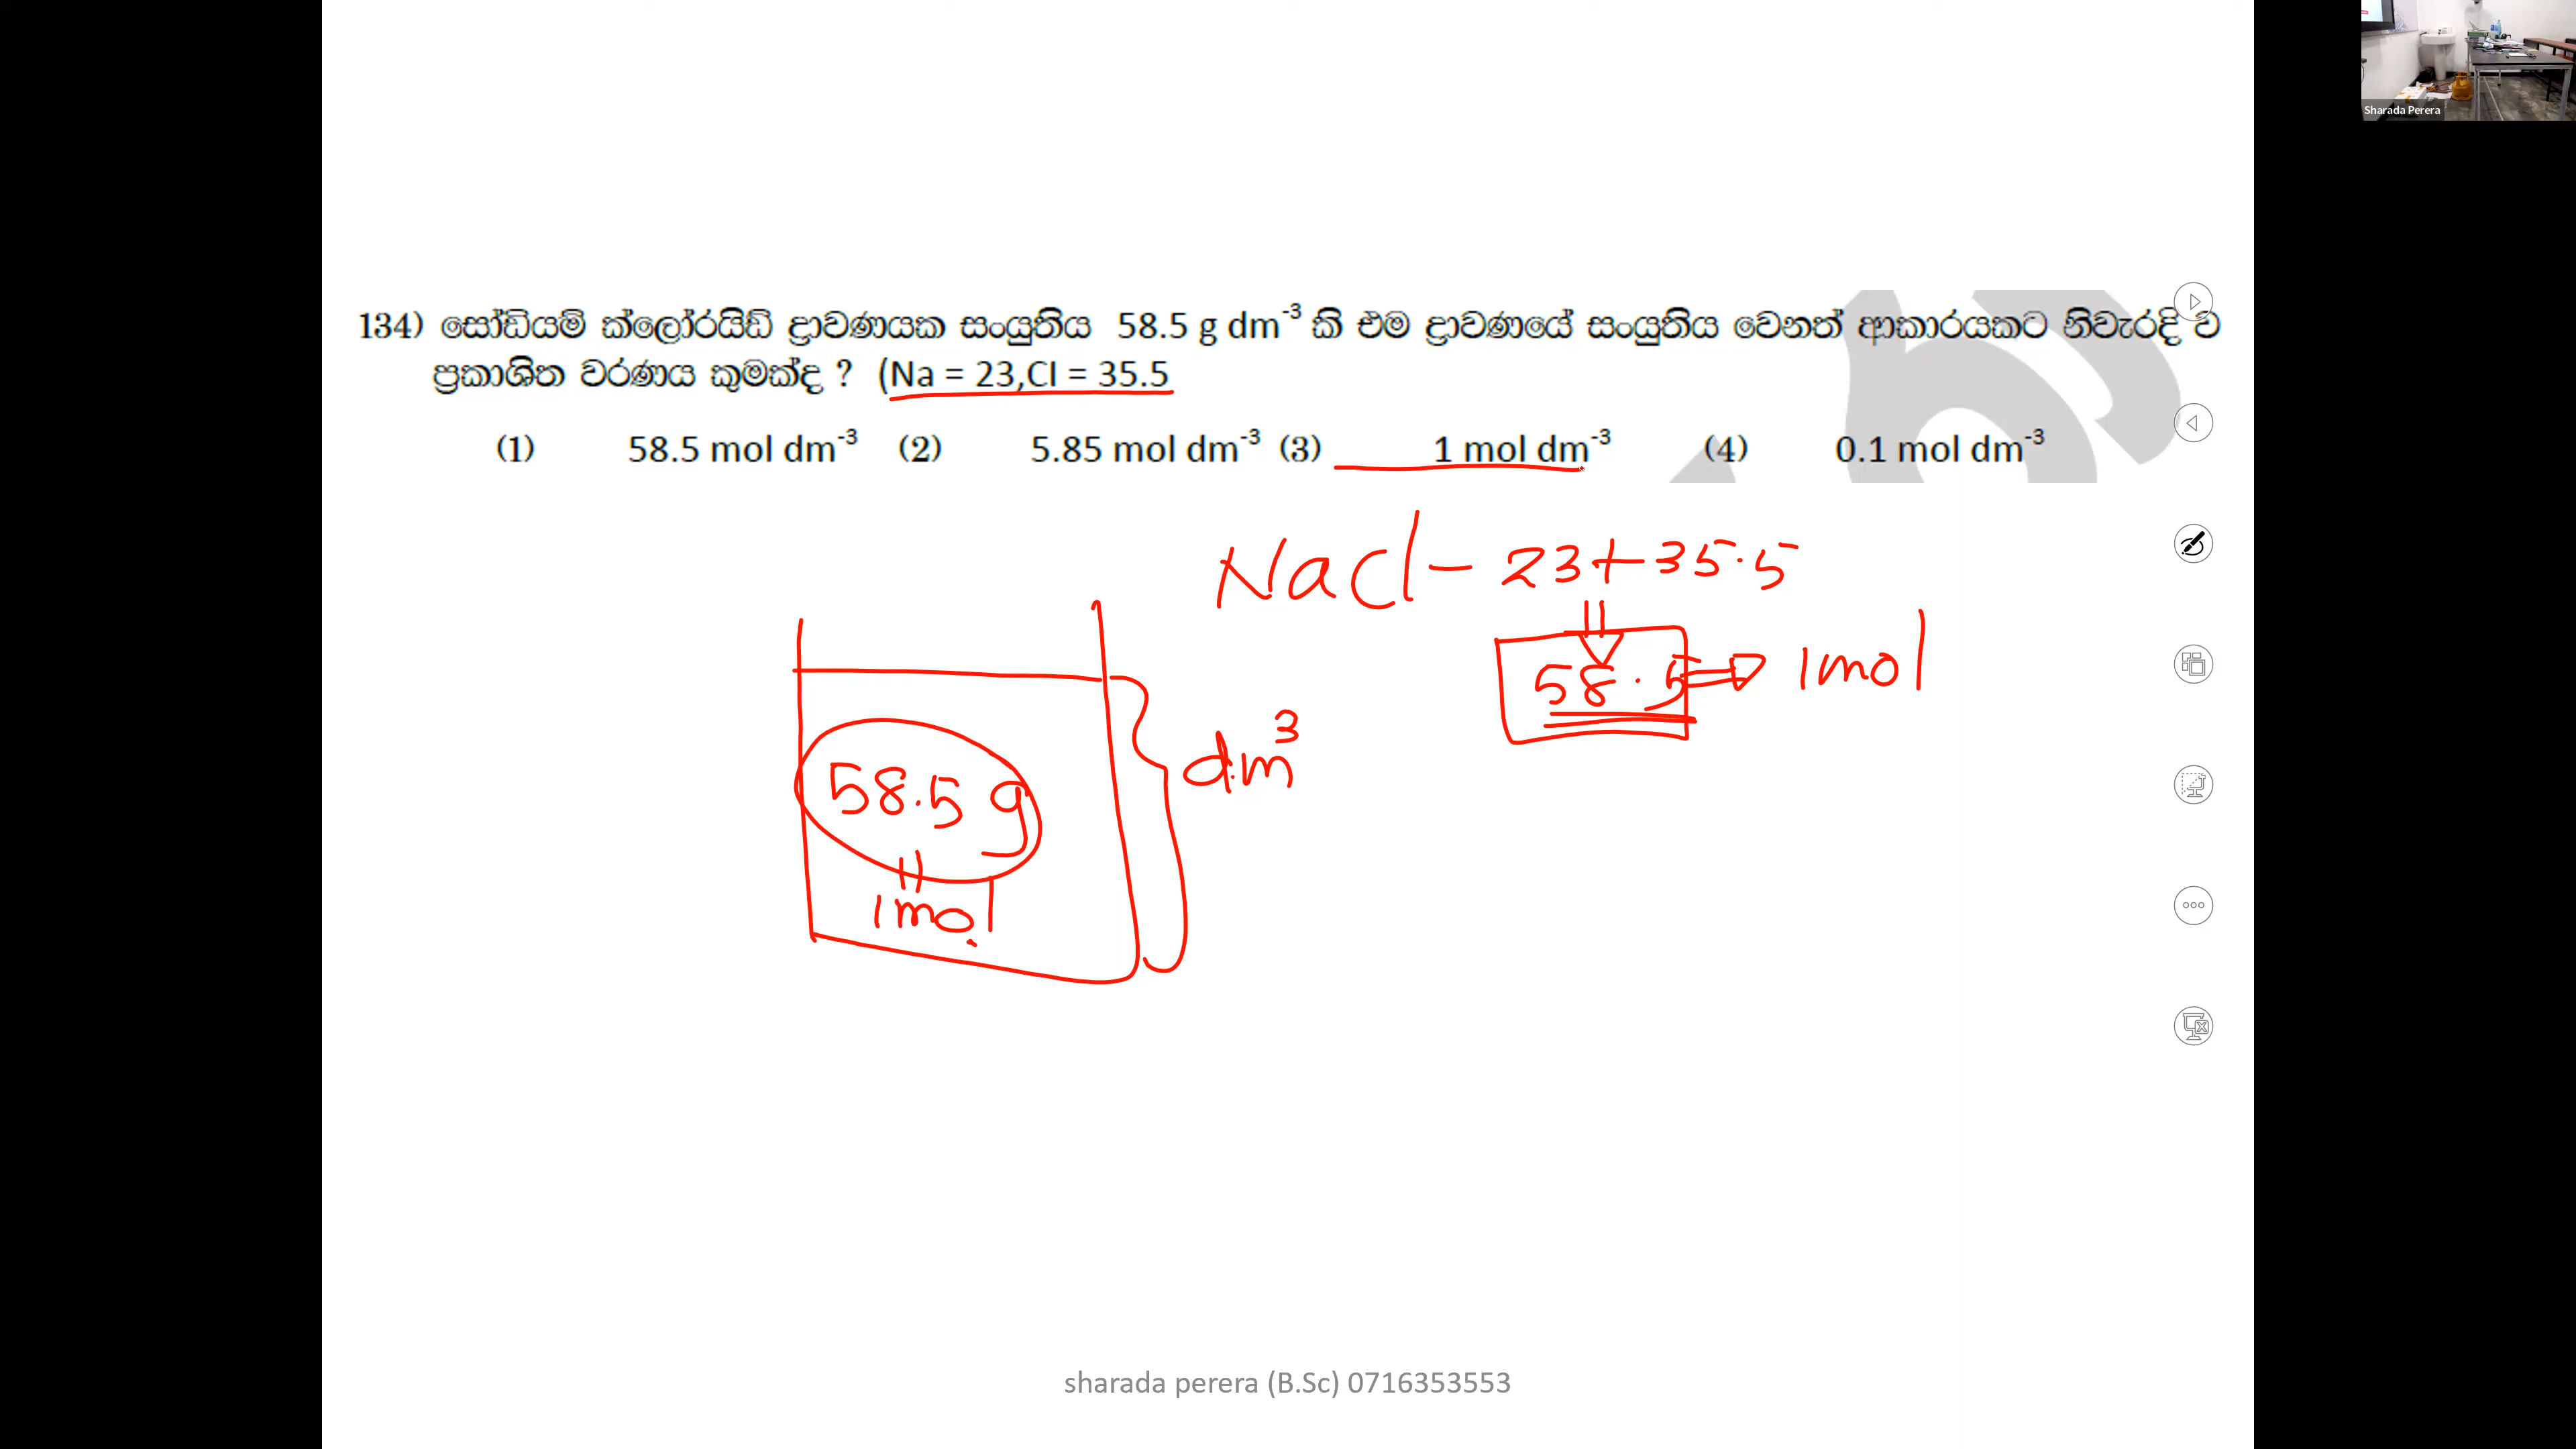 Sharada Perera
134) සෝඩියම් ක්ලෝරයිඩ් ද්‍රාවණයක සංයුතිය 58.5 g dm⁻³ කි එම ද්‍රාවණයේ සංයුතිය වෙනත් ආකාරයකට නිවැරදි ව
ප්‍රකාශිත වරණය කුමක්ද ? (Na = 23,Cl = 35.5
(1) 58.5 mol dm⁻³ (2) 5.85 mol dm⁻³ (3) 1 mol dm⁻³ (4) 0.1 mol dm⁻³
NaCl – 23+35.5
58.5 ⇒ 1mol
58.5 g
dm³
1mol
sharada perera (B.Sc) 0716353553